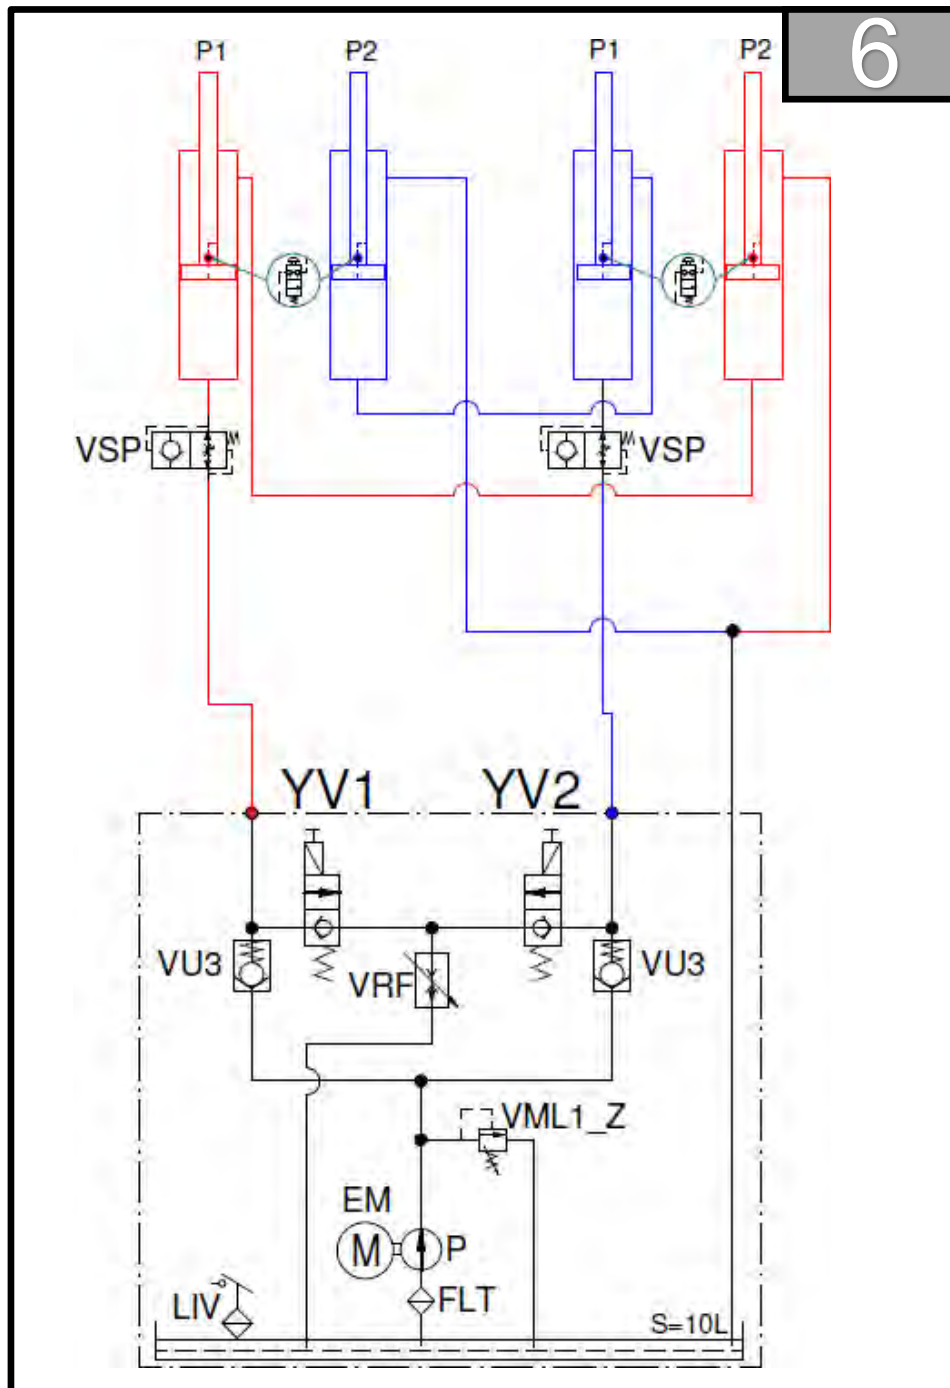 6
P1 P2 P1 P2
VSP VSP
YV1 YV2
VU3 VRF VU3
VML1_Z
EM
M P
LIV FLT
S=10L